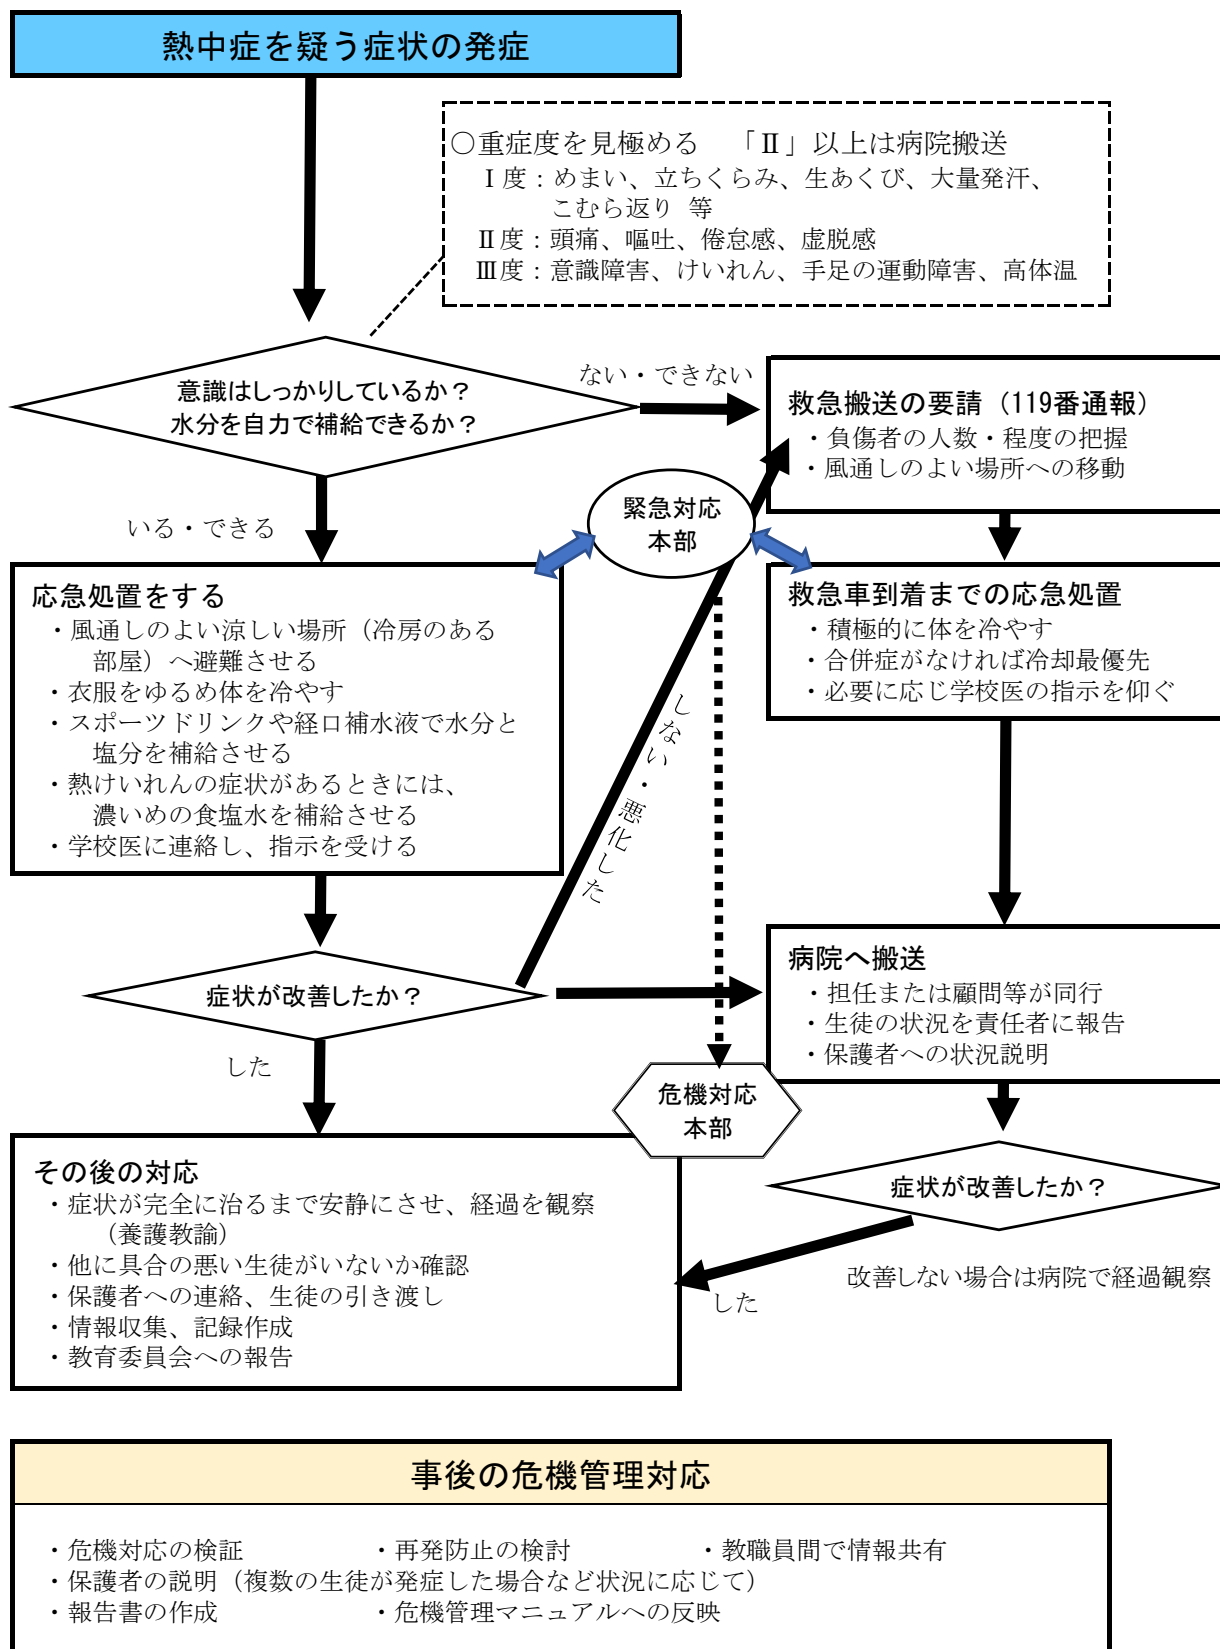 熱中症を疑う症状の発症
○重症度を見極める　「Ⅱ」以上は病院搬送
Ⅰ度：めまい、立ちくらみ、生あくび、大量発汗、
こむら返り 等
Ⅱ度：頭痛、嘔吐、倦怠感、虚脱感
Ⅲ度：意識障害、けいれん、手足の運動障害、高体温
意識はしっかりしているか？
水分を自力で補給できるか？
ない・できない
救急搬送の要請（119番通報）
・負傷者の人数・程度の把握
・風通しのよい場所への移動
いる・できる
緊急対応
本部
応急処置をする
・風通しのよい涼しい場所（冷房のある
部屋）へ避難させる
・衣服をゆるめ体を冷やす
・スポーツドリンクや経口補水液で水分と
塩分を補給させる
・熱けいれんの症状があるときには、
濃いめの食塩水を補給させる
・学校医に連絡し、指示を受ける
救急車到着までの応急処置
・積極的に体を冷やす
・合併症がなければ冷却最優先
・必要に応じ学校医の指示を仰ぐ
しない・悪化した
症状が改善したか？
病院へ搬送
・担任または顧問等が同行
・生徒の状況を責任者に報告
・保護者への状況説明
した
危機対応
本部
その後の対応
・症状が完全に治るまで安静にさせ、経過を観察
（養護教諭）
・他に具合の悪い生徒がいないか確認
・保護者への連絡、生徒の引き渡し
・情報収集、記録作成
・教育委員会への報告
症状が改善したか？
改善しない場合は病院で経過観察
した
事後の危機管理対応
・危機対応の検証　・再発防止の検討　・教職員間で情報共有
・保護者の説明（複数の生徒が発症した場合など状況に応じて）
・報告書の作成　・危機管理マニュアルへの反映